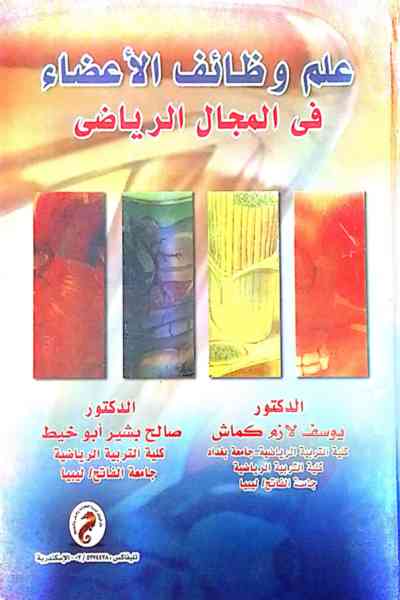 علم وظائف الأعضاء
فى المجال الرياضى
الدكتور
يوسف لازم كماش
كلية التربية الرياضية-جامعة بغداد
كلية التربية الرياضية
جامعة الفاتح/ ليبيا
الدكتور
صالح بشير أبو خيط
كلية التربية الرياضية
جامعة الفاتح/ ليبيا
الإسكندرية